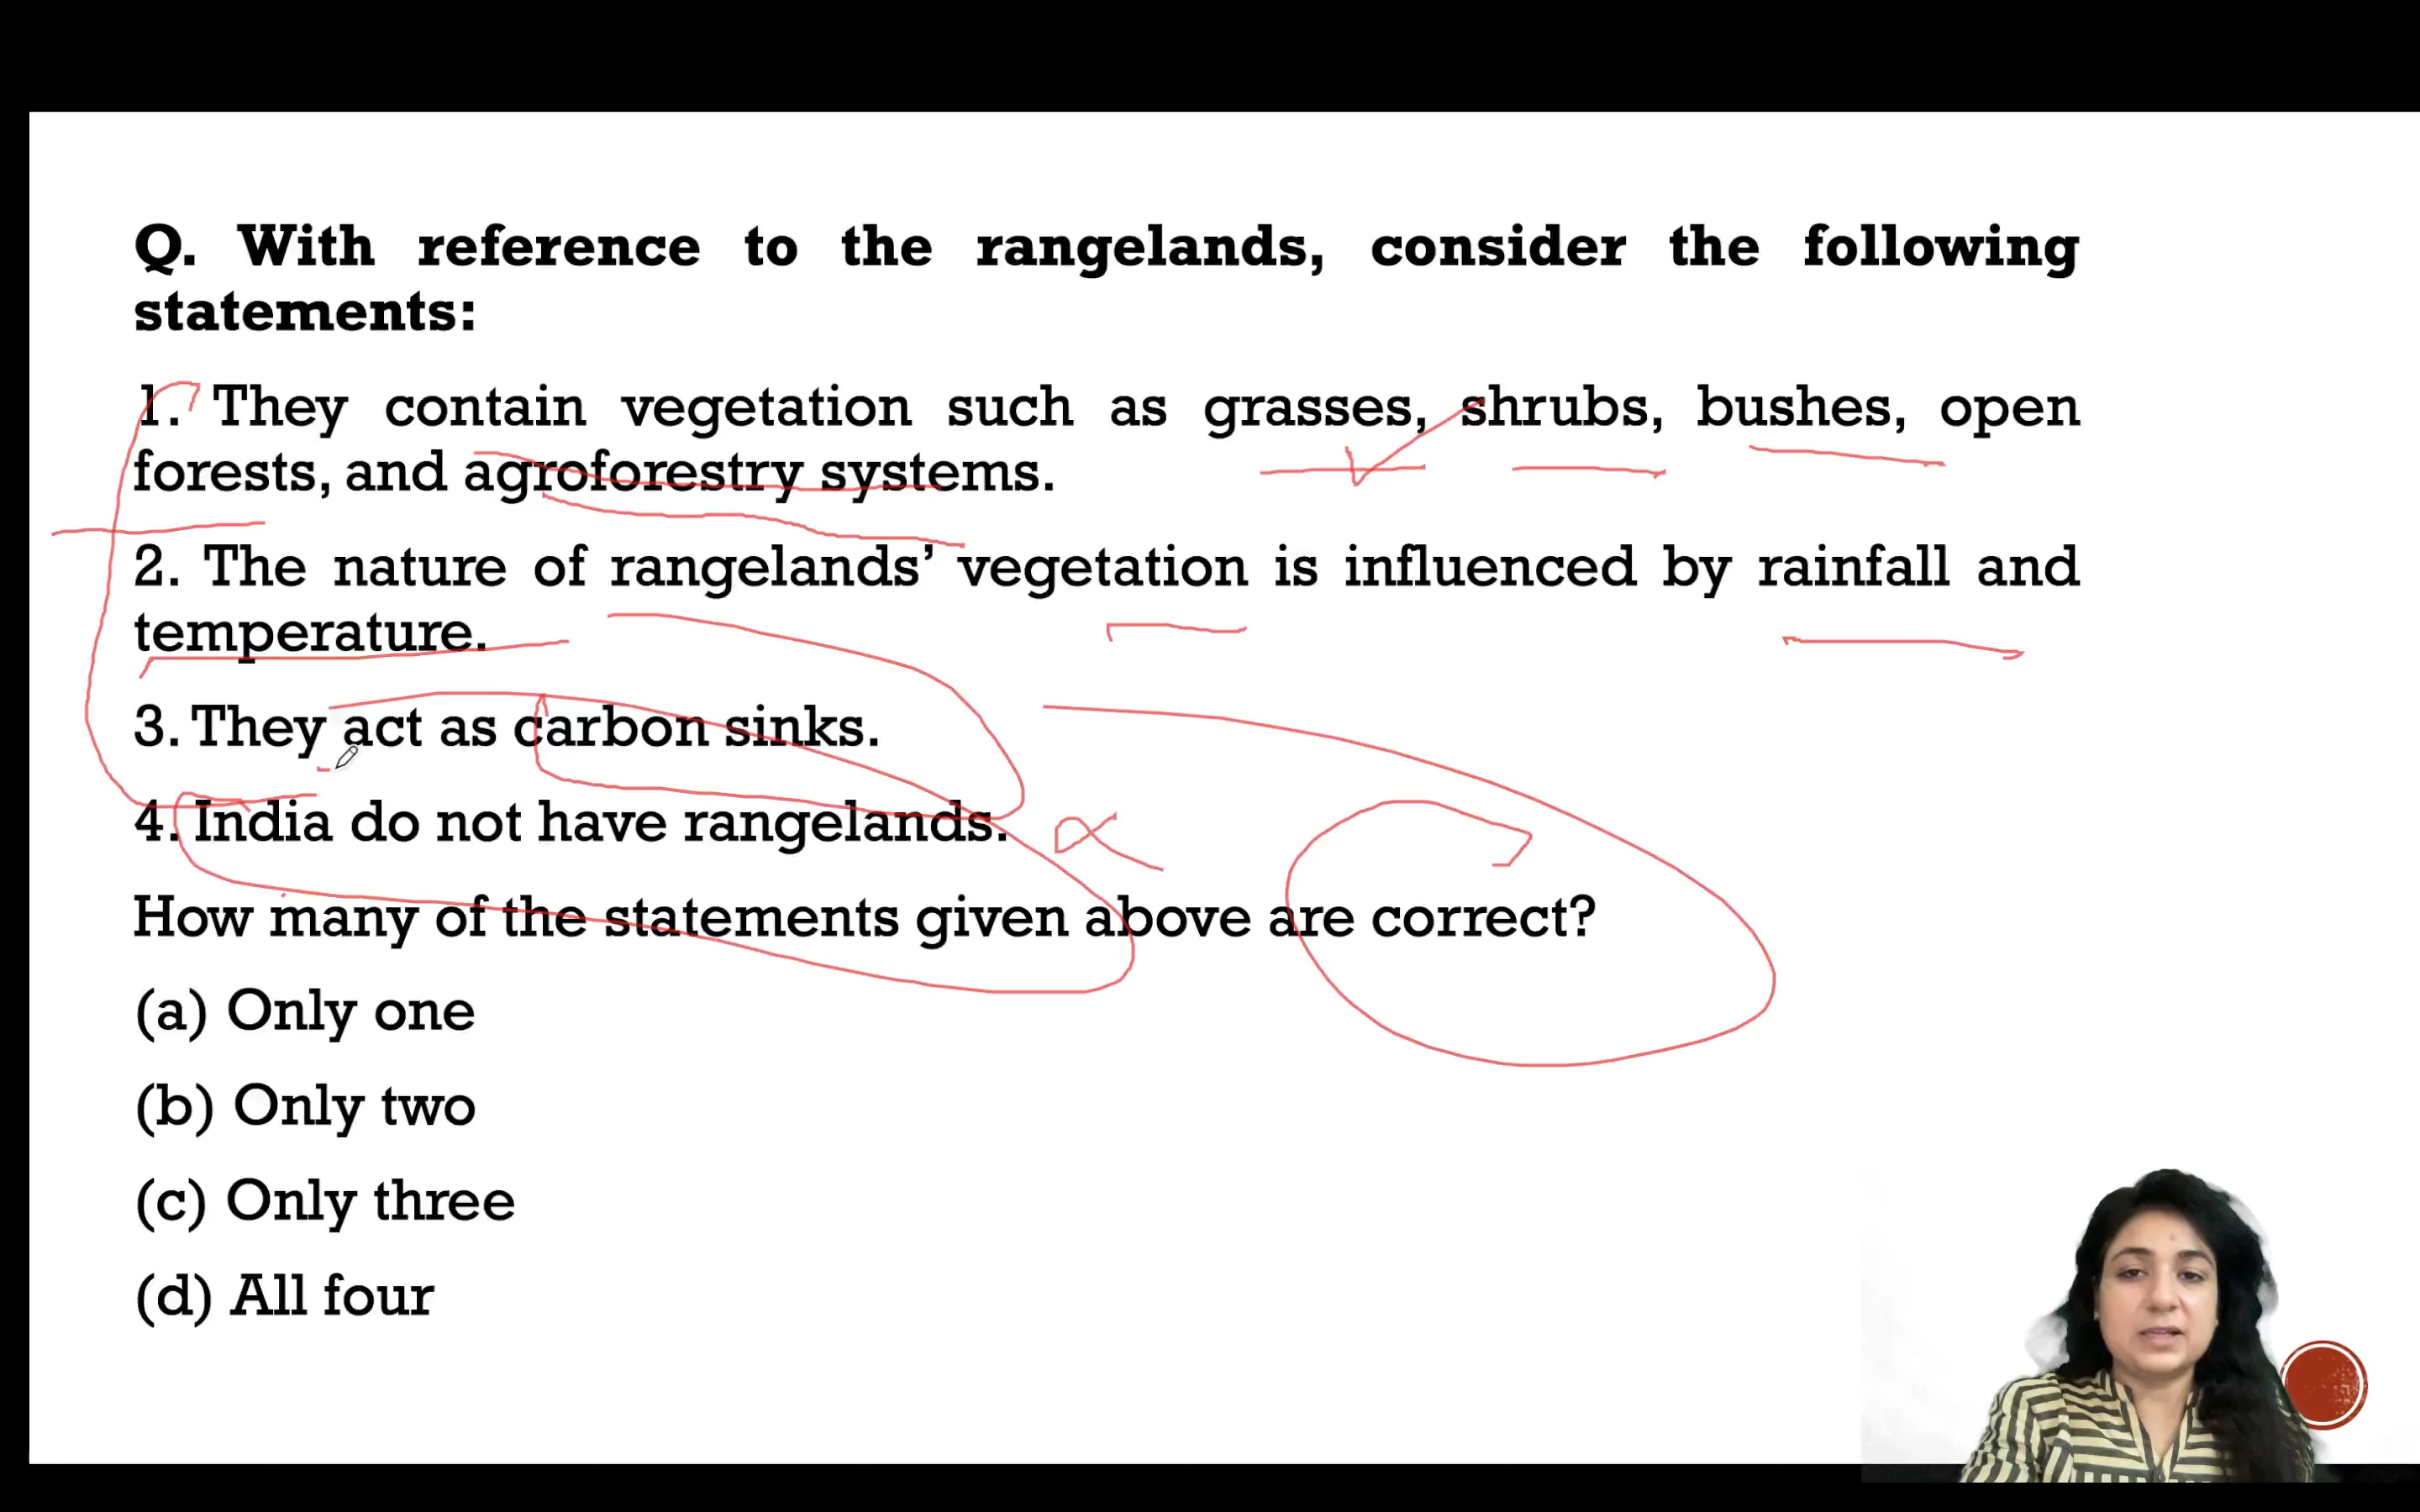 Q. With reference to the rangelands, consider the following
statements:
1. They contain vegetation such as grasses, shrubs, bushes, open
forests, and agroforestry systems.
2. The nature of rangelands’ vegetation is influenced by rainfall and
temperature.
3. They act as carbon sinks.
4. India do not have rangelands.
How many of the statements given above are correct?
(a) Only one
(b) Only two
(c) Only three
(d) All four